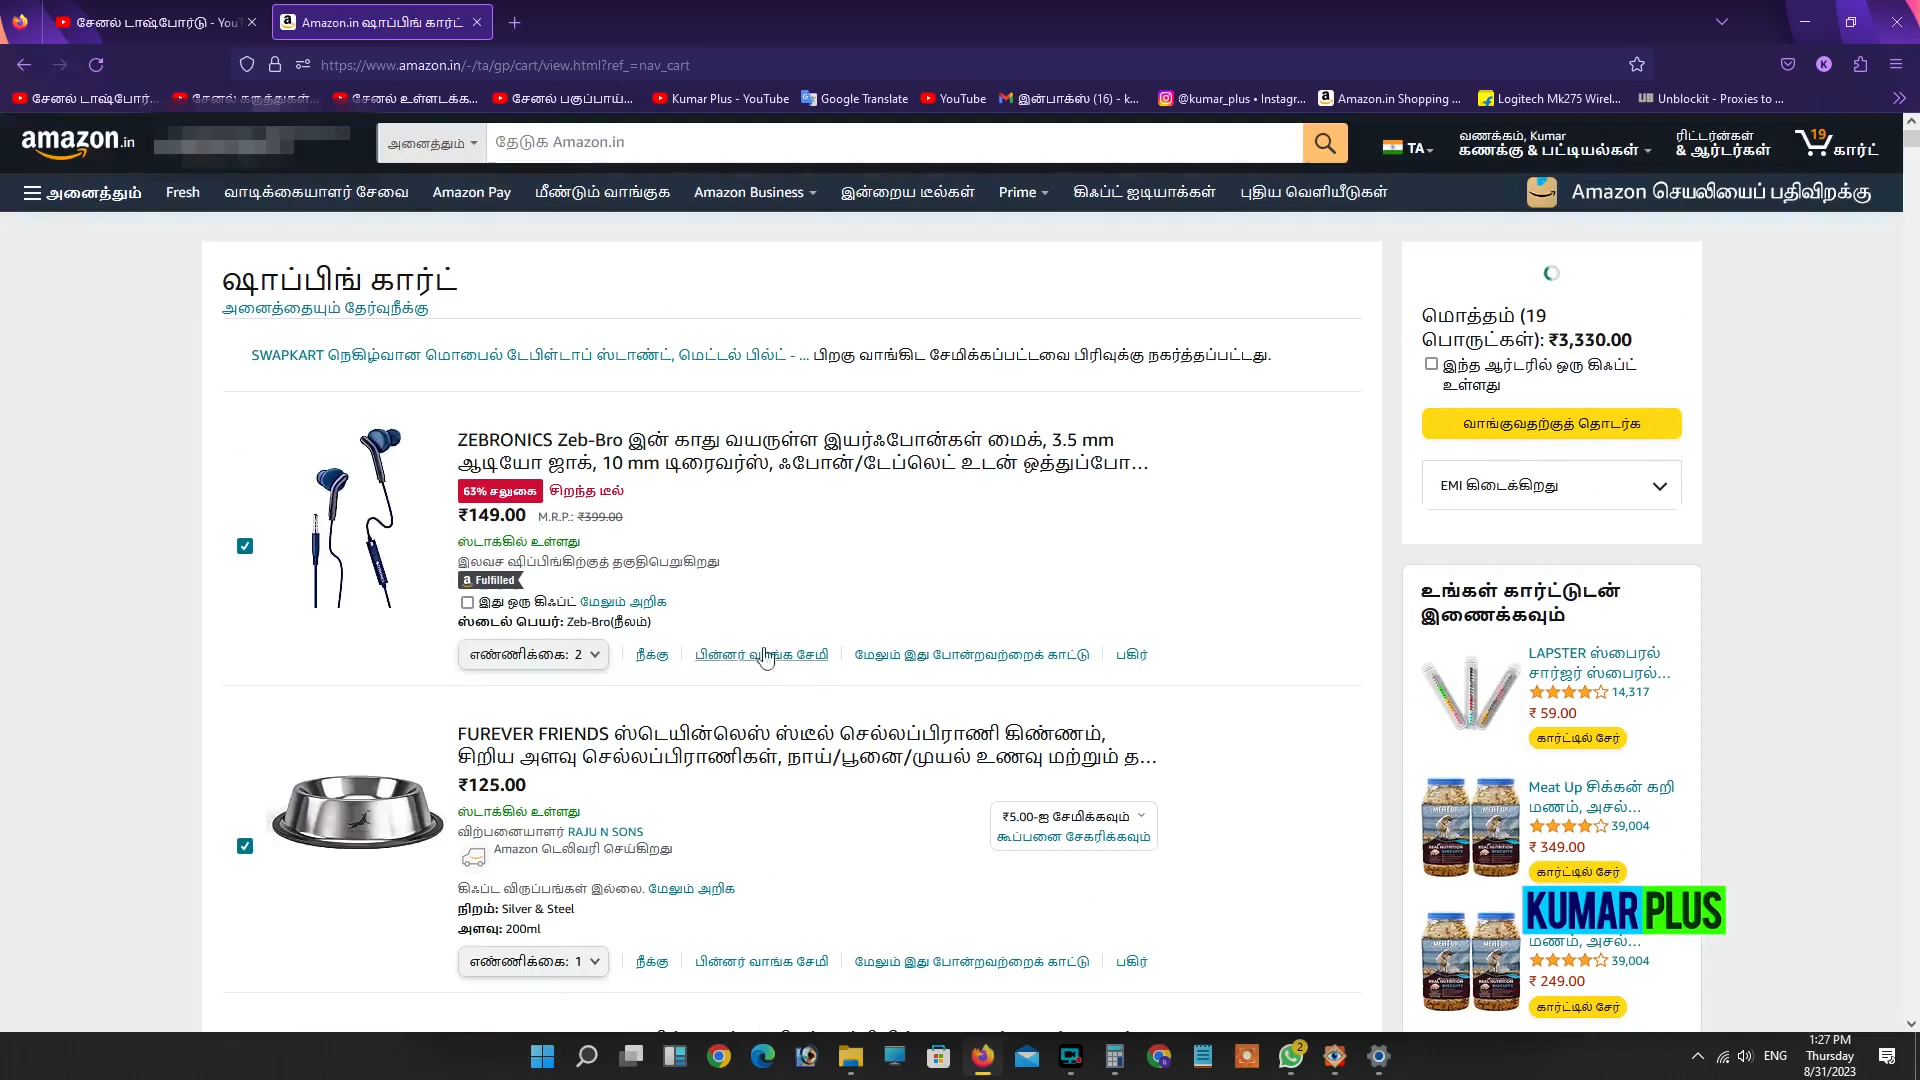 சேனல் டாஷ்போர்டு - YouT
Amazon.in ஷாப்பிங் கார்ட்
https://www.amazon.in/-/ta/gp/cart/view.html?ref_=nav_cart
K
சேனல் டாஷ்போர்...
சேனல் கருத்துகள்...
சேனல் உள்ளடக்க...
சேனல் பகுப்பாய்...
Kumar Plus - YouTube
Google Translate
YouTube
இன்பாக்ஸ் (16) - k...
@kumar_plus • Instagr...
Amazon.in Shopping ...
Logitech Mk275 Wirel...
Unblockit - Proxies to ...
amazon.in
அனைத்தும்
தேடுக Amazon.in
TA
வணக்கம், Kumar
கணக்கு & பட்டியல்கள்
ரிட்டர்ன்கள்
& ஆர்டர்கள்
19
கார்ட்
அனைத்தும்
Fresh
வாடிக்கையாளர் சேவை
Amazon Pay
மீண்டும் வாங்குக
Amazon Business
இன்றைய டீல்கள்
Prime
கிஃப்ட் ஐடியாக்கள்
புதிய வெளியீடுகள்
Amazon செயலியைப் பதிவிறக்கு
ஷாப்பிங் கார்ட்
அனைத்தையும் தேர்வுநீக்கு
SWAPKART நெகிழ்வான மொபைல் டேபிள்டாப் ஸ்டாண்ட், மெட்டல் பில்ட் - ... பிறகு வாங்கிட சேமிக்கப்பட்டவை பிரிவுக்கு நகர்த்தப்பட்டது.
ZEBRONICS Zeb-Bro இன் காது வயருள்ள இயர்ஃபோன்கள் மைக், 3.5 mm
ஆடியோ ஜாக், 10 mm டிரைவர்ஸ், ஃபோன்/டேப்லெட் உடன் ஒத்துப்போ...
63% சலுகை
சிறந்த டீல்
₹149.00 M.R.P.: ₹399.00
ஸ்டாக்கில் உள்ளது
இலவச ஷிப்பிங்கிற்குத் தகுதிபெறுகிறது
a Fulfilled
இது ஒரு கிஃப்ட் மேலும் அறிக
ஸ்டைல் பெயர்: Zeb-Bro(நீலம்)
எண்ணிக்கை: 2
நீக்கு
பின்னர் வாங்க சேமி
மேலும் இது போன்றவற்றைக் காட்டு
பகிர்
FUREVER FRIENDS ஸ்டெயின்லெஸ் ஸ்டீல் செல்லப்பிராணி கிண்ணம்,
சிறிய அளவு செல்லப்பிராணிகள், நாய்/பூனை/முயல் உணவு மற்றும் த...
₹125.00
ஸ்டாக்கில் உள்ளது
விற்பனையாளர் RAJU N SONS
Amazon டெலிவரி செய்கிறது
₹5.00-ஐ சேமிக்கவும்
கூப்பனை சேகரிக்கவும்
கிஃப்ட விருப்பங்கள் இல்லை. மேலும் அறிக
நிறம்: Silver & Steel
அளவு: 200ml
எண்ணிக்கை: 1
நீக்கு
பின்னர் வாங்க சேமி
மேலும் இது போன்றவற்றைக் காட்டு
பகிர்
மொத்தம் (19
பொருட்கள்): ₹3,330.00
இந்த ஆர்டரில் ஒரு கிஃப்ட்
உள்ளது
வாங்குவதற்குத் தொடர்க
EMI கிடைக்கிறது
உங்கள் கார்ட்டுடன்
இணைக்கவும்
LAPSTER ஸ்பைரல்
சார்ஜர் ஸ்பைரல்...
14,317
₹ 59.00
கார்ட்டில் சேர்
Meat Up சிக்கன் கறி
மணம், அசல்...
39,004
₹ 349.00
கார்ட்டில் சேர்
KUMAR PLUS
மணம், அசல்...
39,004
₹ 249.00
கார்ட்டில் சேர்
2
ENG
1:27 PM
Thursday
8/31/2023